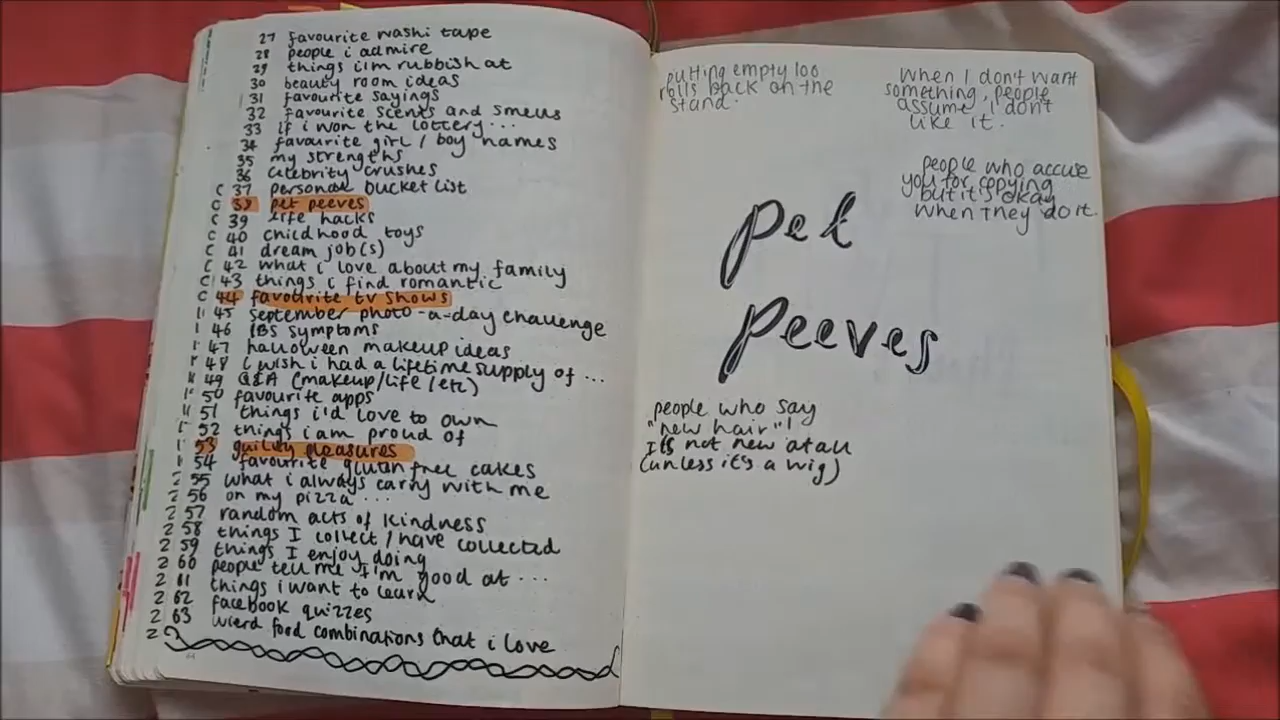 27 favourite washi tape
28 people i admire
29 things i'm rubbish at
30 beauty room ideas
31 favourite sayings
32 favourite scents and smells
33 if i won the lottery...
34 favourite girl / boy names
35 my strengths
36 celebrity crushes
C 37 personal bucket list
C 38 pet peeves
C 39 life hacks
C 40 childhood toys
C 41 dream job(s)
C 42 what i love about my family
C 43 things i find romantic
C 44 favourite tv shows
45 september photo-a-day challenge
46 IBS symptoms
47 halloween makeup ideas
48 i wish i had a lifetime supply of ...
49 Q&A (makeup/life/etc)
50 favourite apps
51 things i'd love to own
52 things i am proud of
53 guilty pleasures
54 favourite gluten free cakes
55 what i always carry with me
56 on my pizza ...
57 random acts of kindness
58 things I collect / have collected
59 things I enjoy doing
60 people tell me I'm good at ...
61 things i want to learn
62 facebook quizzes
63 wierd food combinations that i love
putting empty loo
rolls back on the
stand.
when I don't want
something, people
assume I don't
like it.
people who accuse
you for copying
but it's okay
when they do it.
pet
peeves
people who say
"new hair"!
It's not new at all
(unless it's a wig)